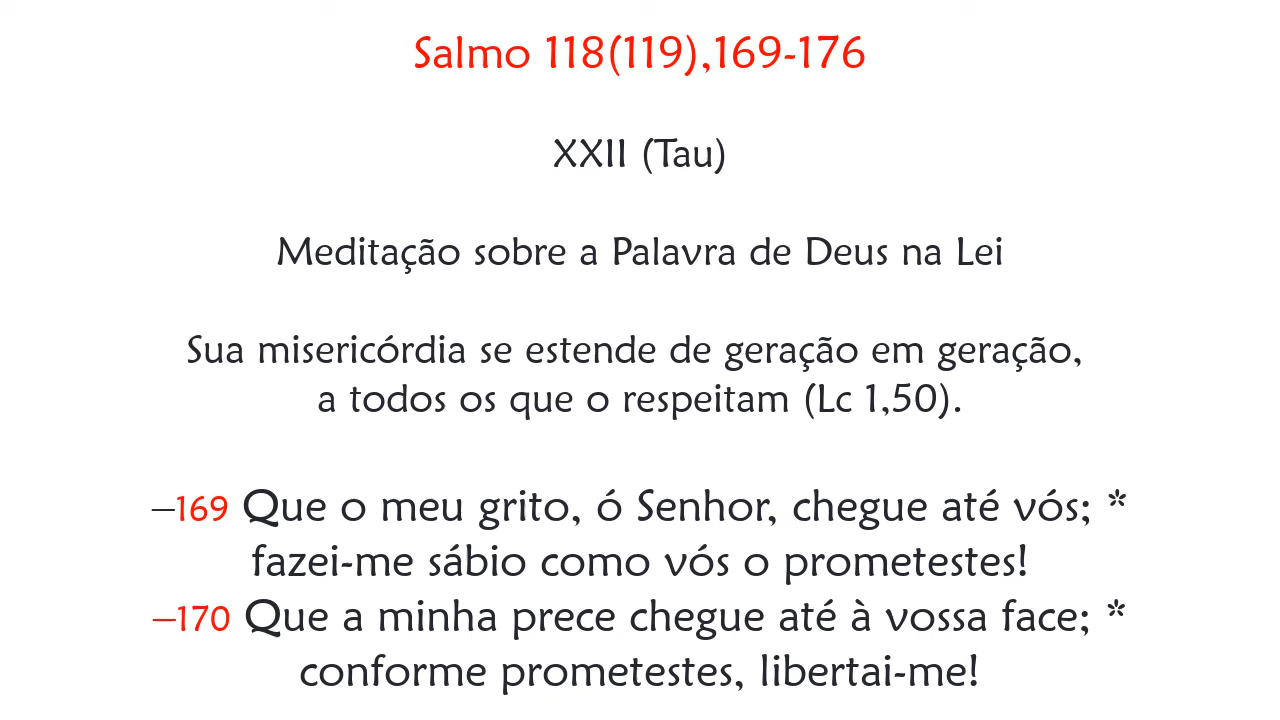 Salmo 118(119),169-176
XXII (Tau)
Meditação sobre a Palavra de Deus na Lei
Sua misericórdia se estende de geração em geração,
a todos os que o respeitam (Lc 1,50).
–169 Que o meu grito, ó Senhor, chegue até vós; *
fazei-me sábio como vós o prometestes!
–170 Que a minha prece chegue até à vossa face; *
conforme prometestes, libertai-me!